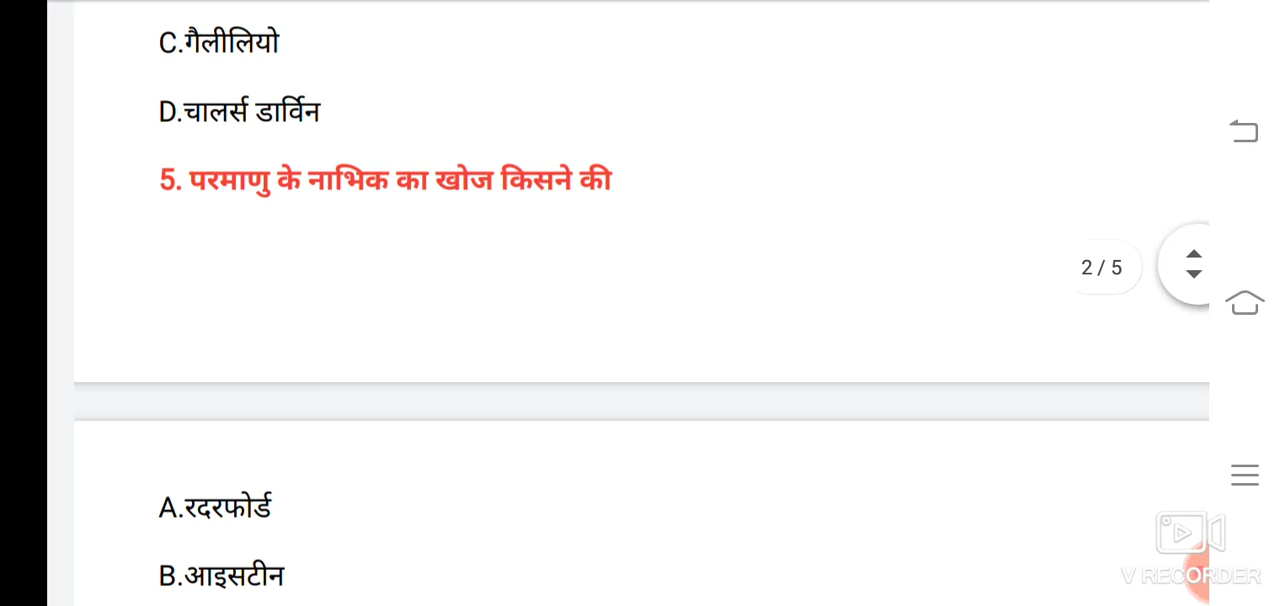 C.गैलीलियो
D.चालर्स डार्विन
5. परमाणु के नाभिक का खोज किसने की
2 / 5
A.रदरफोर्ड
B.आइसटीन
V RECORDER